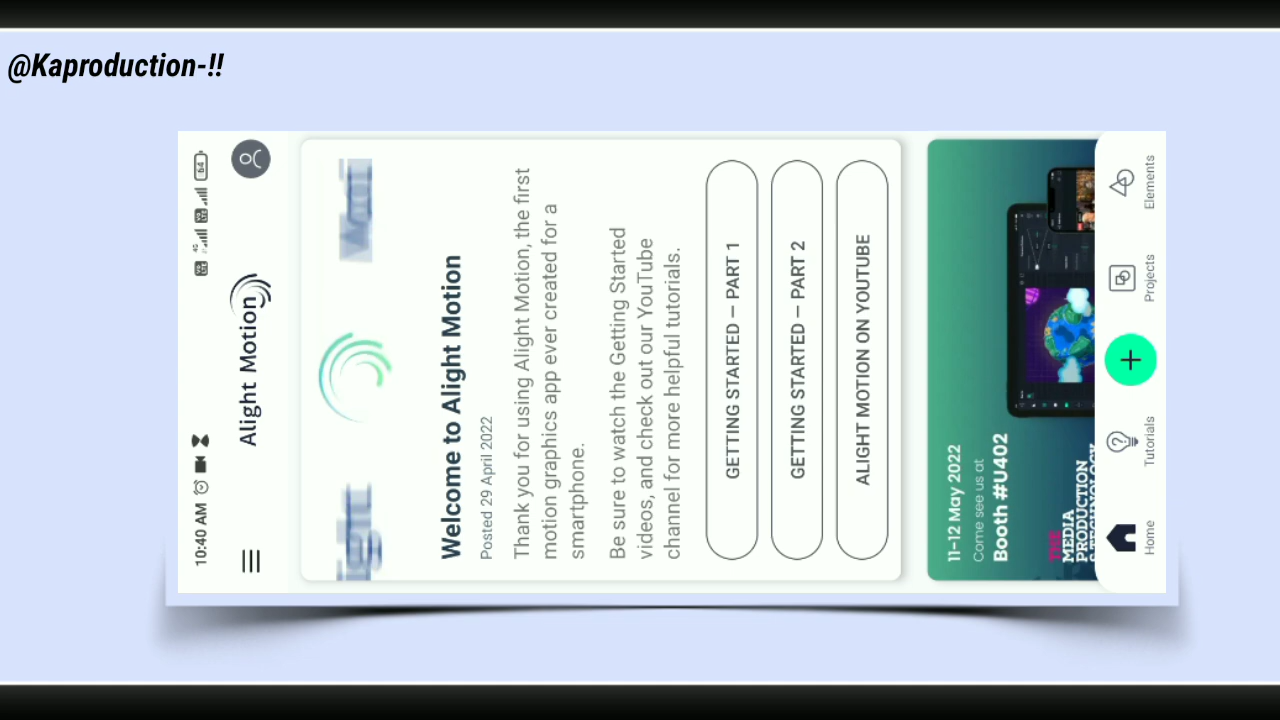 @Kaproduction-!!
10:40 AM
64
Alight Motion
Welcome to Alight Motion
Posted 29 April 2022
Thank you for using Alight Motion, the first
motion graphics app ever created for a
smartphone.
Be sure to watch the Getting Started
videos, and check out our YouTube
channel for more helpful tutorials.
GETTING STARTED – PART 1
GETTING STARTED – PART 2
ALIGHT MOTION ON YOUTUBE
11-12 May 2022
Come see us at
Booth #U402
THE
MEDIA
PRODUCTION
& TECHNOLOGY
Home
Tutorials
Projects
Elements